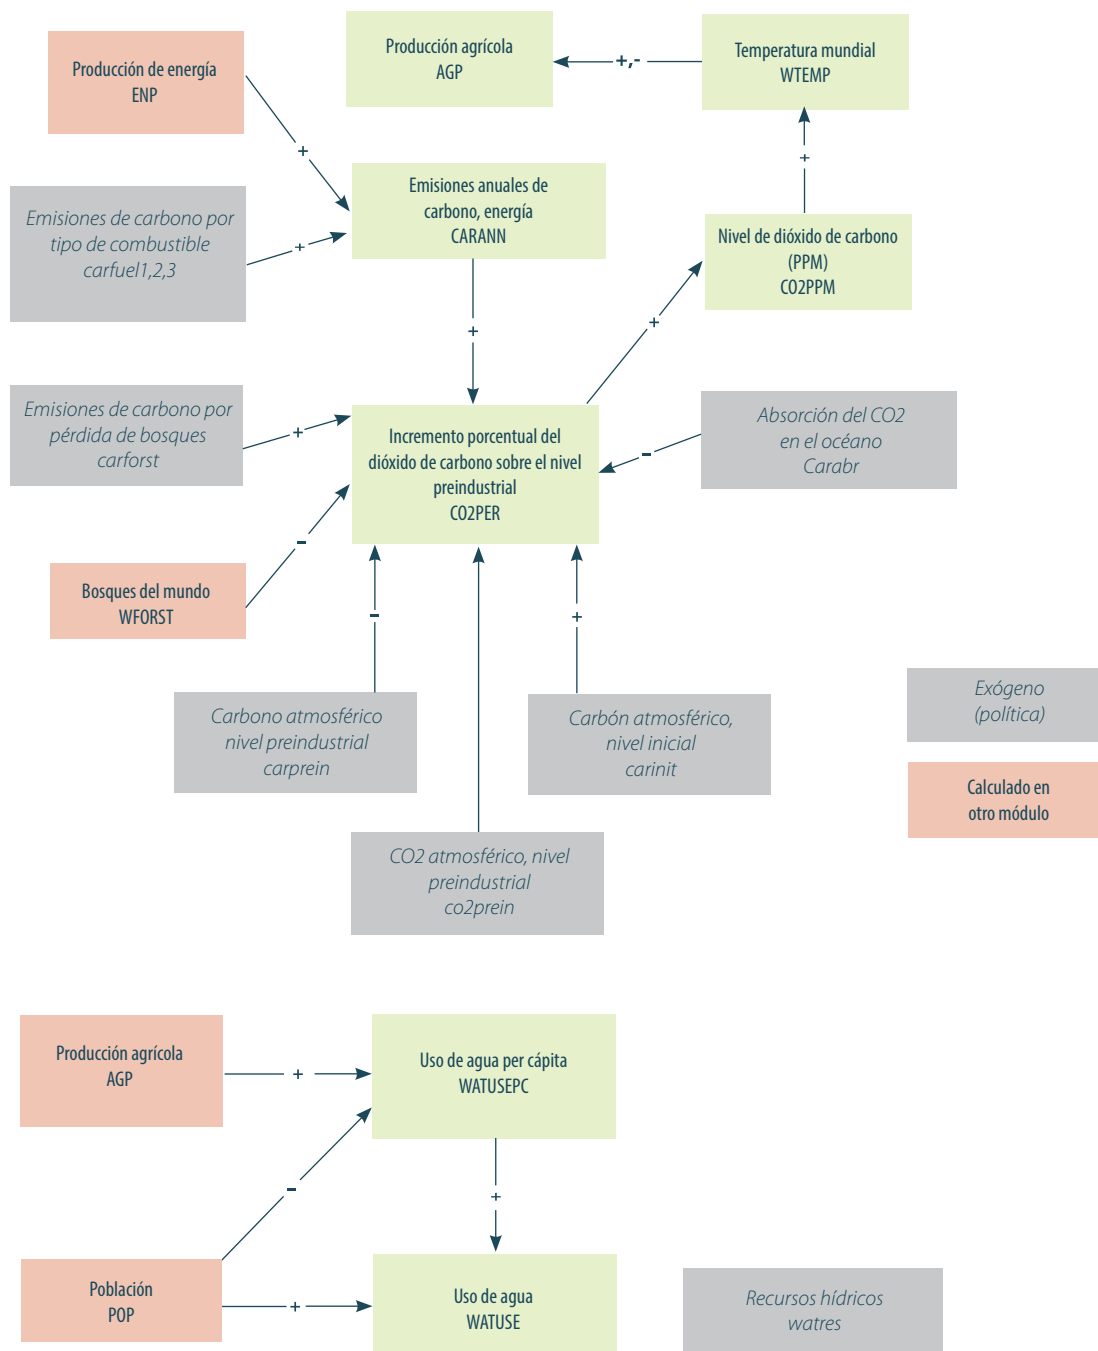 Producción de energía
ENP
Producción agrícola
AGP
+,-
Temperatura mundial
WTEMP
+
+
Emisiones de carbono por
tipo de combustible
carfuel1,2,3
+
Emisiones anuales de
carbono, energía
CARANN
Nivel de dióxido de carbono
(PPM)
CO2PPM
+
+
Emisiones de carbono por
pérdida de bosques
carforst
+
Incremento porcentual del
dióxido de carbono sobre el nivel
preindustrial
CO2PER
-
Absorción del CO2
en el océano
Carabr
-
Bosques del mundo
WFORST
-
+
Carbono atmosférico
nivel preindustrial
carprein
Carbón atmosférico,
nivel inicial
carinit
Exógeno
(política)
Calculado en
otro módulo
CO2 atmosférico, nivel
preindustrial
co2prein
Producción agrícola
AGP
+
Uso de agua per cápita
WATUSEPC
-
+
Población
POP
+
Uso de agua
WATUSE
Recursos hídricos
watres